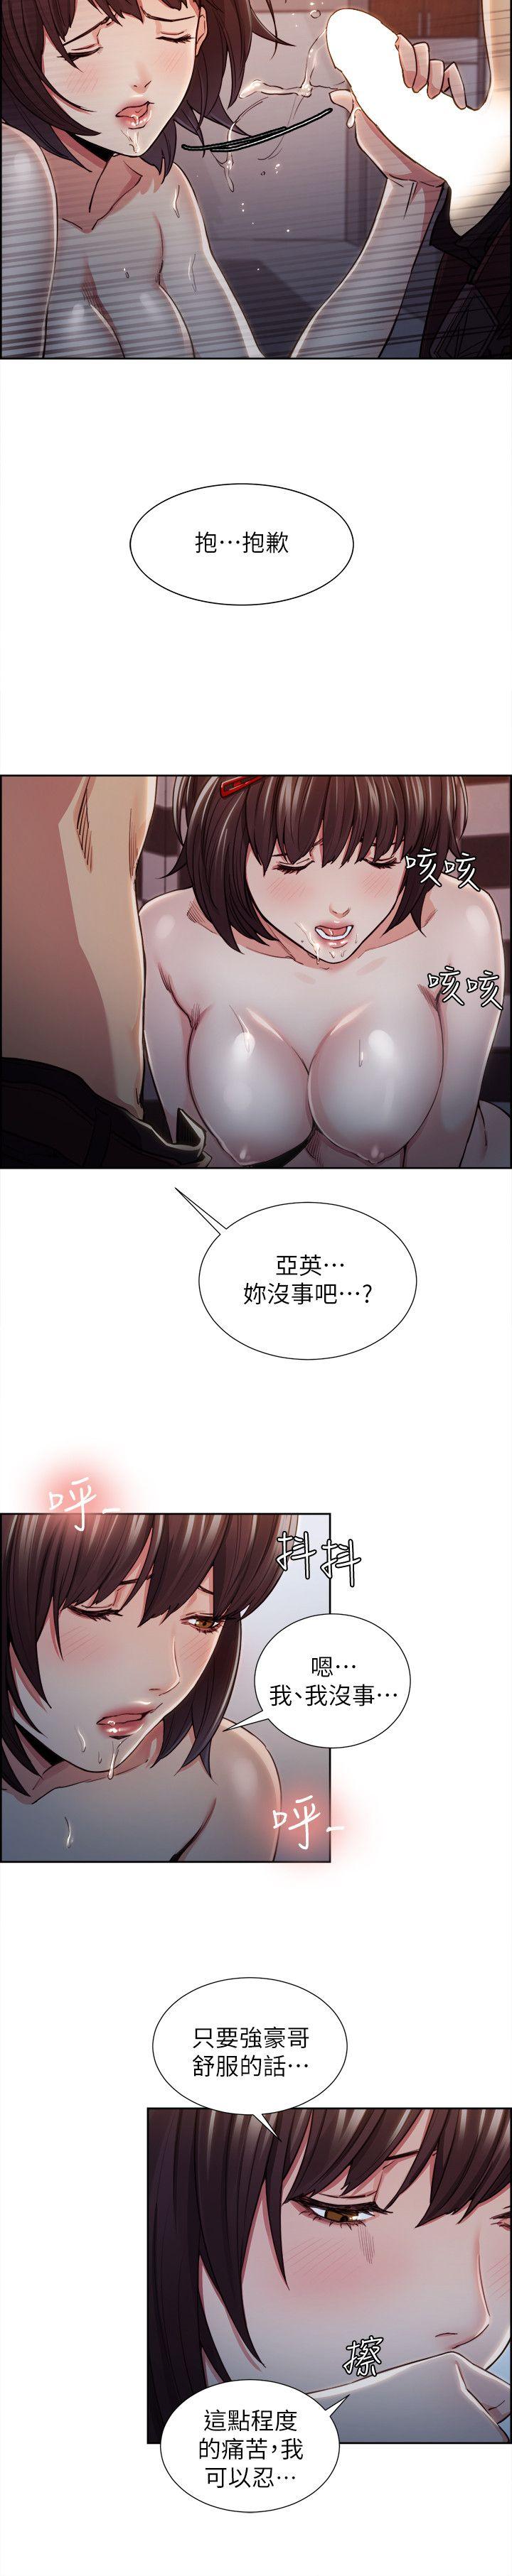 抱…抱歉
咳咳
咳咳
亞英…
妳沒事吧…?
呼
抖抖
嗯…
我、我沒事…
呼
只要強豪哥
舒服的話…
擦
這點程度
的痛苦,我
可以忍…